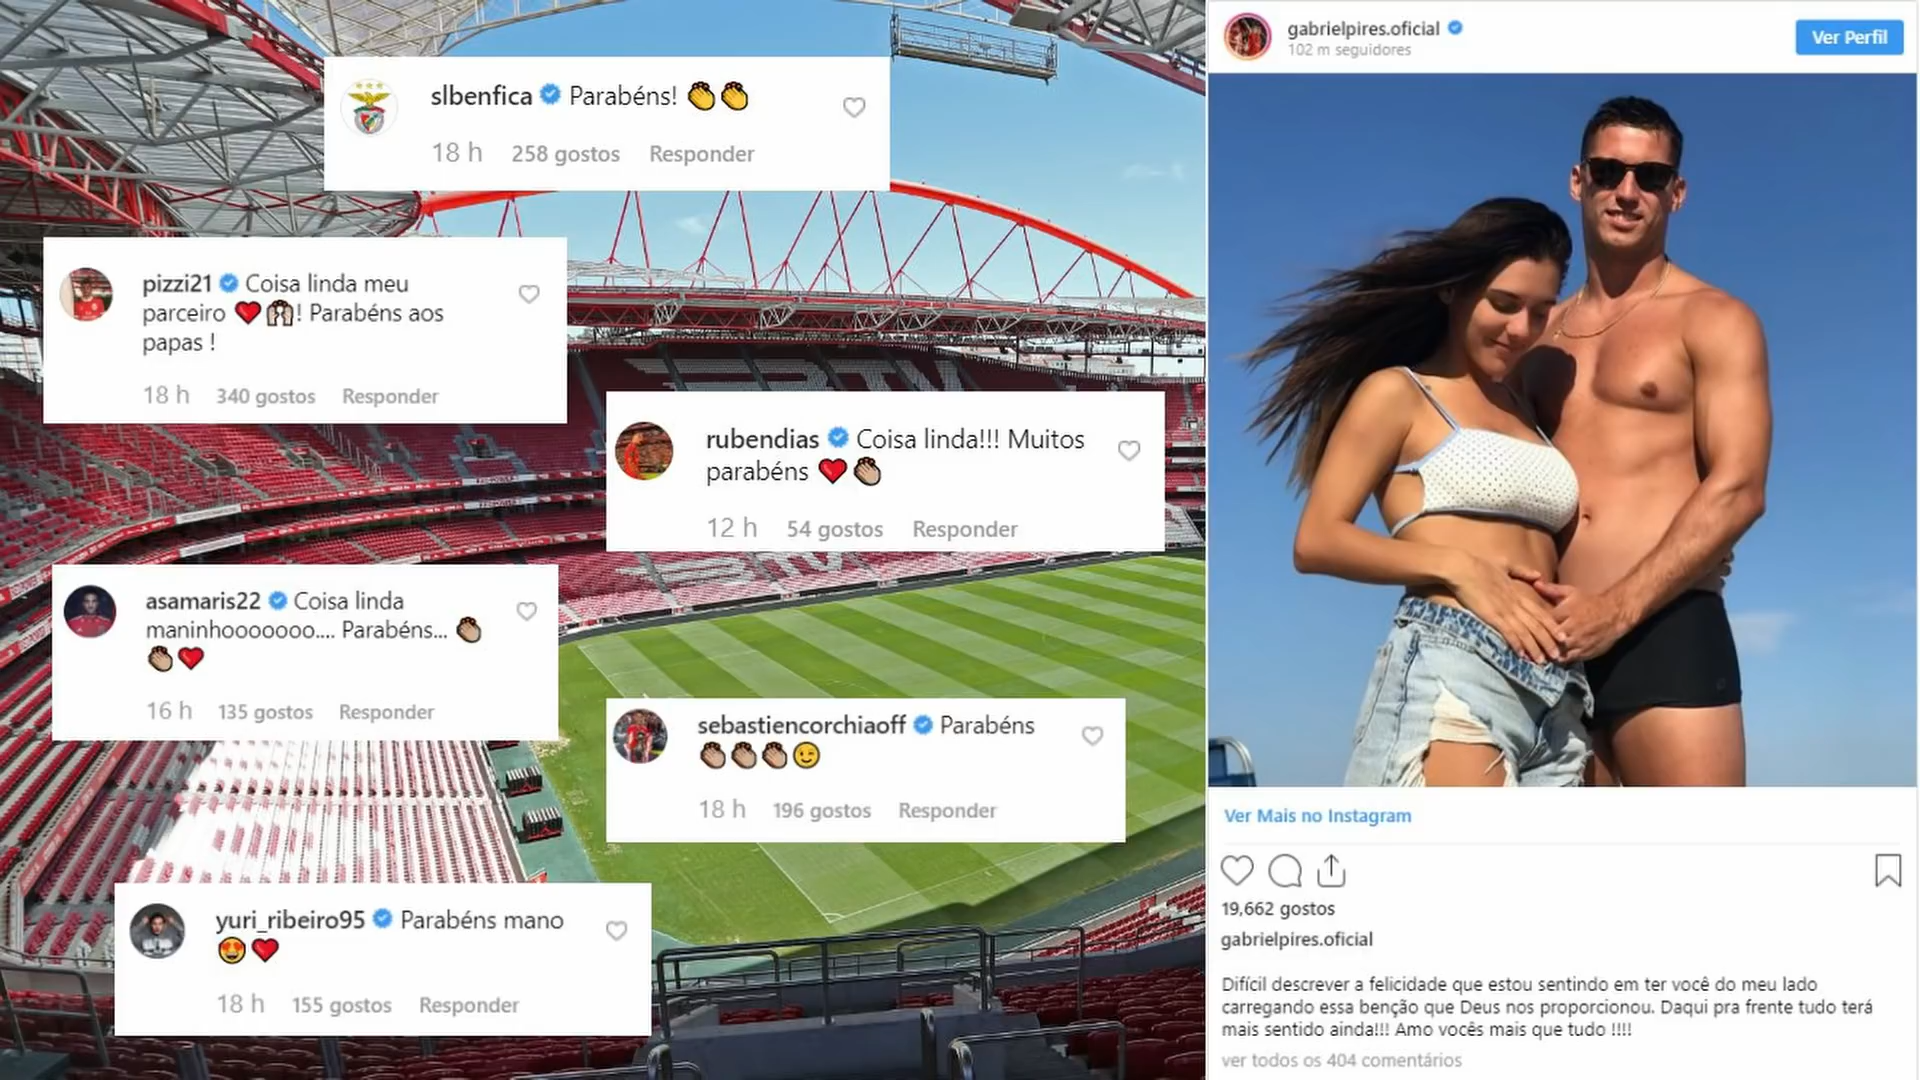 slbenfica Parabéns! 👏👏
18 h 258 gostos Responder
pizzi21 Coisa linda meu
parceiro ❤️🙌! Parabéns aos
papas !
18 h 340 gostos Responder
BTV
rubendias Coisa linda!!! Muitos
parabéns ❤️👏
12 h 54 gostos Responder
BTV
asamaris22 Coisa linda
maninhooooooo.... Parabéns... 👏
👏❤️
16 h 135 gostos Responder
sebastiencorchiaoff Parabéns
👏👏👏😉
18 h 196 gostos Responder
yuri_ribeiro95 Parabéns mano
😍❤️
18 h 155 gostos Responder
gabrielpires.oficial
102 m seguidores
Ver Perfil
Ver Mais no Instagram
19,662 gostos
gabrielpires.oficial
Difícil descrever a felicidade que estou sentindo em ter você do meu lado
carregando essa benção que Deus nos proporcionou. Daqui pra frente tudo terá
mais sentido ainda!!! Amo vocês mais que tudo !!!!
ver todos os 404 comentários